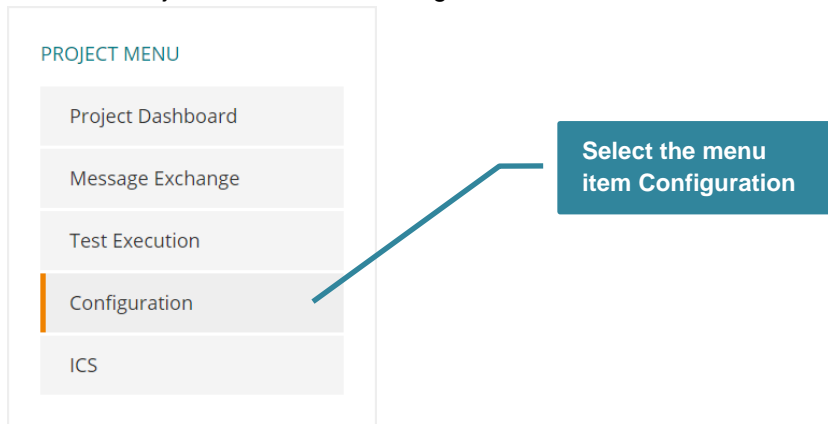 PROJECT MENU
Project Dashboard
Message Exchange
Select the menu
item Configuration
Test Execution
Configuration
ICS